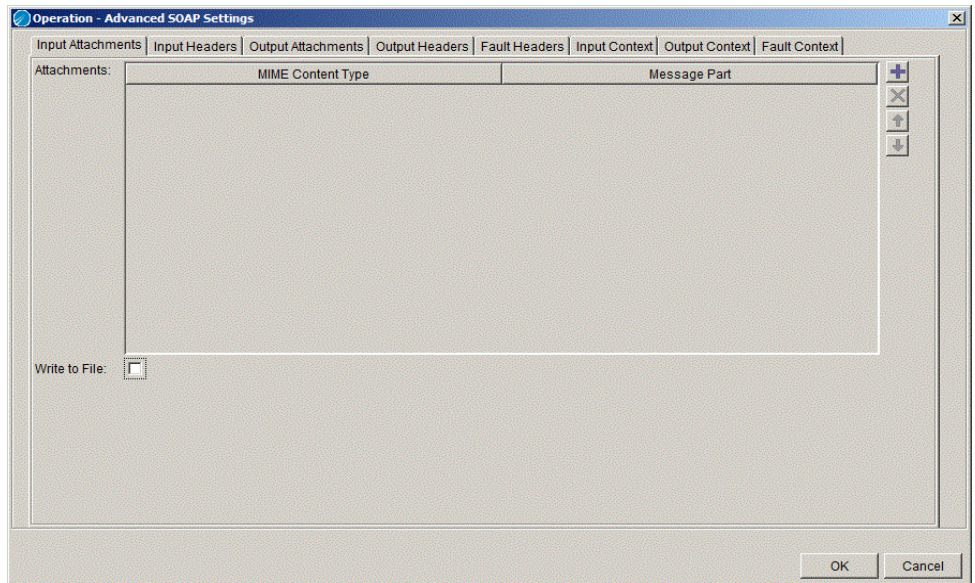 Operation - Advanced SOAP Settings
Input Attachments Input Headers Output Attachments Output Headers Fault Headers Input Context Output Context Fault Context
Attachments: MIME Content Type Message Part
Write to File:
OK Cancel